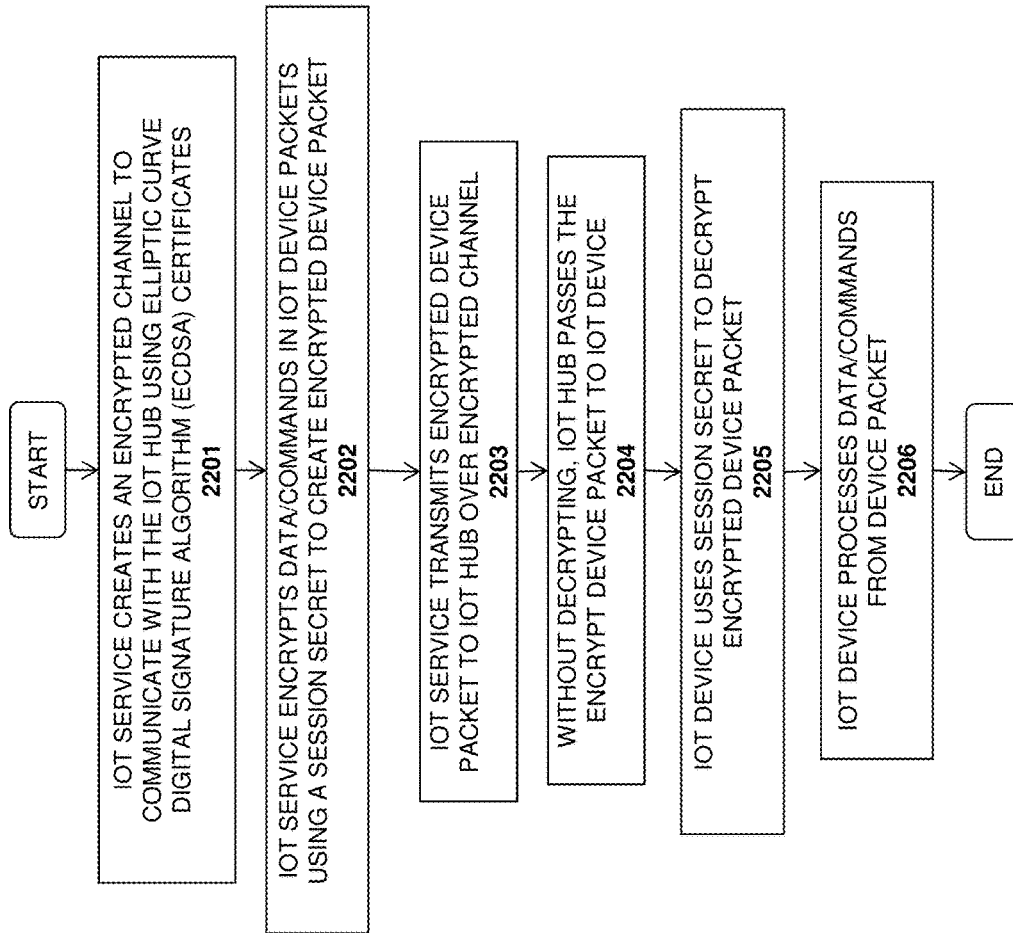 START
IOT SERVICE CREATES AN ENCRYPTED CHANNEL TO
COMMUNICATE WITH THE IOT HUB USING ELLIPTIC CURVE
DIGITAL SIGNATURE ALGORITHM (ECDSA) CERTIFICATES
2201
IOT SERVICE ENCRYPTS DATA/COMMANDS IN IOT DEVICE PACKETS
USING A SESSION SECRET TO CREATE ENCRYPTED DEVICE PACKET
2202
IOT SERVICE TRANSMITS ENCRYPTED DEVICE
PACKET TO IOT HUB OVER ENCRYPTED CHANNEL
2203
WITHOUT DECRYPTING, IOT HUB PASSES THE
ENCRYPT DEVICE PACKET TO IOT DEVICE
2204
IOT DEVICE USES SESSION SECRET TO DECRYPT
ENCRYPTED DEVICE PACKET
2205
IOT DEVICE PROCESSES DATA/COMMANDS
FROM DEVICE PACKET
2206
END